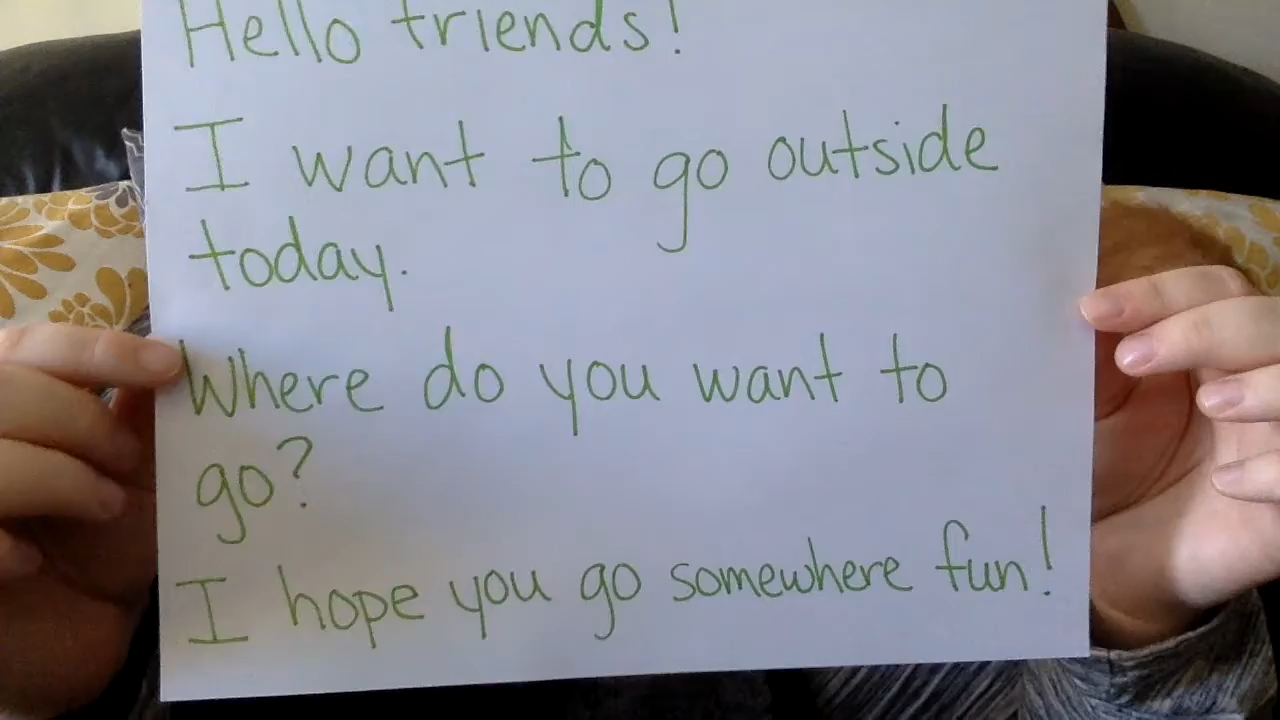 Hello friends!
I want to go outside
today.
Where do you want to
go?
I hope you go somewhere fun!